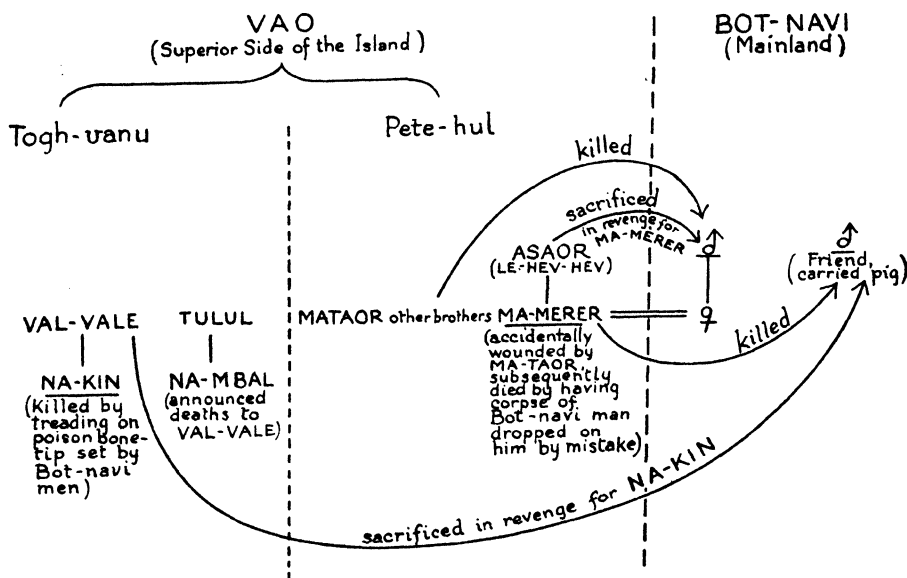 VAO
(Superior Side of the Island)
BOT-NAVI
(Mainland)
Togh-vanu
Pete-hul
killed
sacrificed
in revenge for
MA-MERER
ASAOR
(LE-HEV-HEV)
♂
♂
(Friend,
carried pig)
VAL-VALE
TULUL
MATAOR other brothers MA-MERER
♀
killed
NA-KIN
(Killed by
treading on
poison bone-
tip set by
Bot-navi
men)
NA-MBAL
(announced
deaths to
VAL-VALE)
(accidentally
wounded by
MA-TAOR,
subsequently
died by having
corpse of
Bot-navi man
dropped on
him by mistake)
sacrificed in revenge for NA-KIN